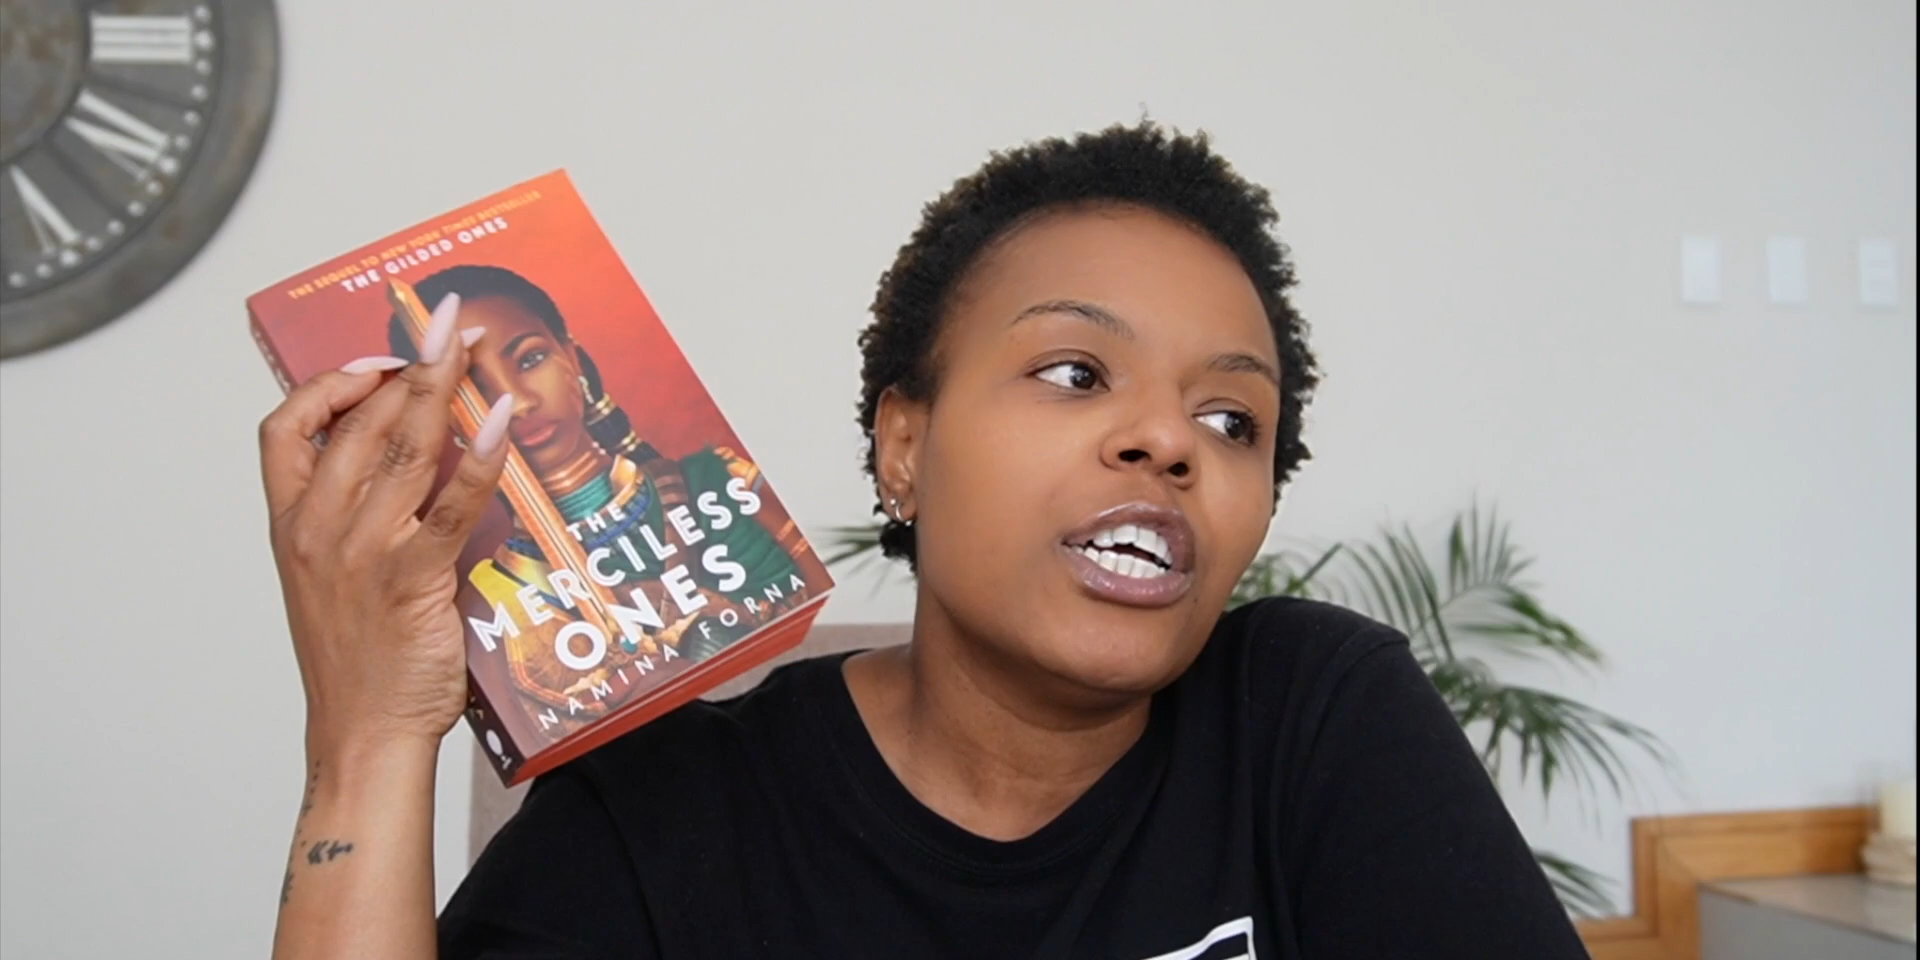 THE SEQUEL TO NEW YORK TIMES BESTSELLER
THE GILDED ONES
THE
MERCILESS
ONES
NAMINA FORNA